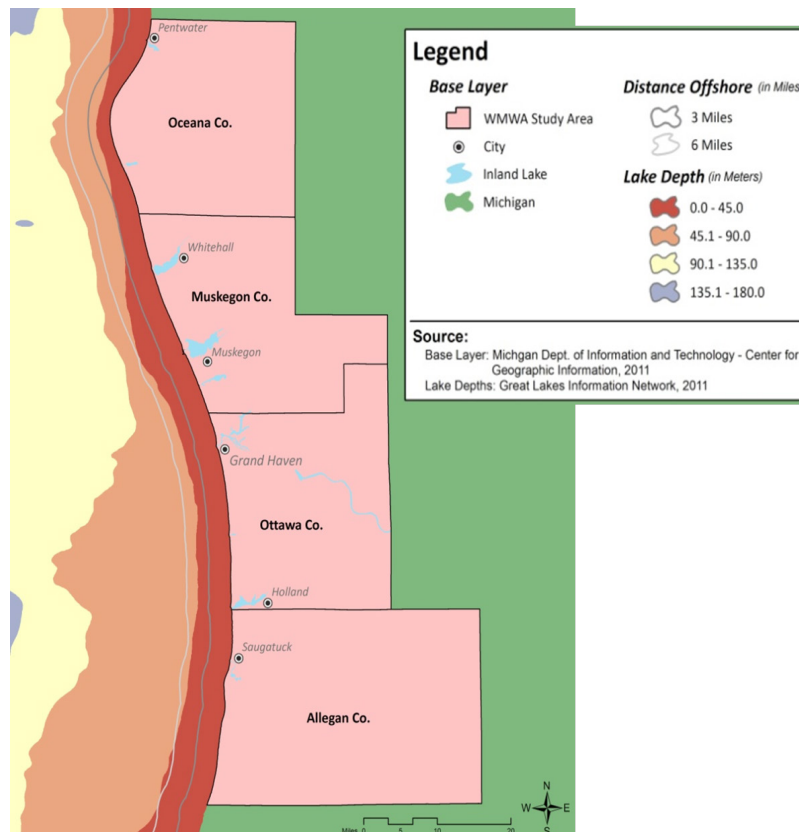 Pentwater
Oceana Co.
Whitehall
Muskegon Co.
Muskegon
Grand Haven
Ottawa Co.
Holland
Saugatuck
Allegan Co.
Legend
Base Layer
WMWA Study Area
City
Inland Lake
Michigan
Distance Offshore (in Miles
3 Miles
6 Miles
Lake Depth (in Meters)
0.0 - 45.0
45.1 - 90.0
90.1 - 135.0
135.1 - 180.0
Source:
Base Layer: Michgan Dept. of Information and Technology - Center for
Geographic Information, 2011
Lake Depths: Great Lakes Information Network, 2011
N
W E
S
Miles 0 5 10 20